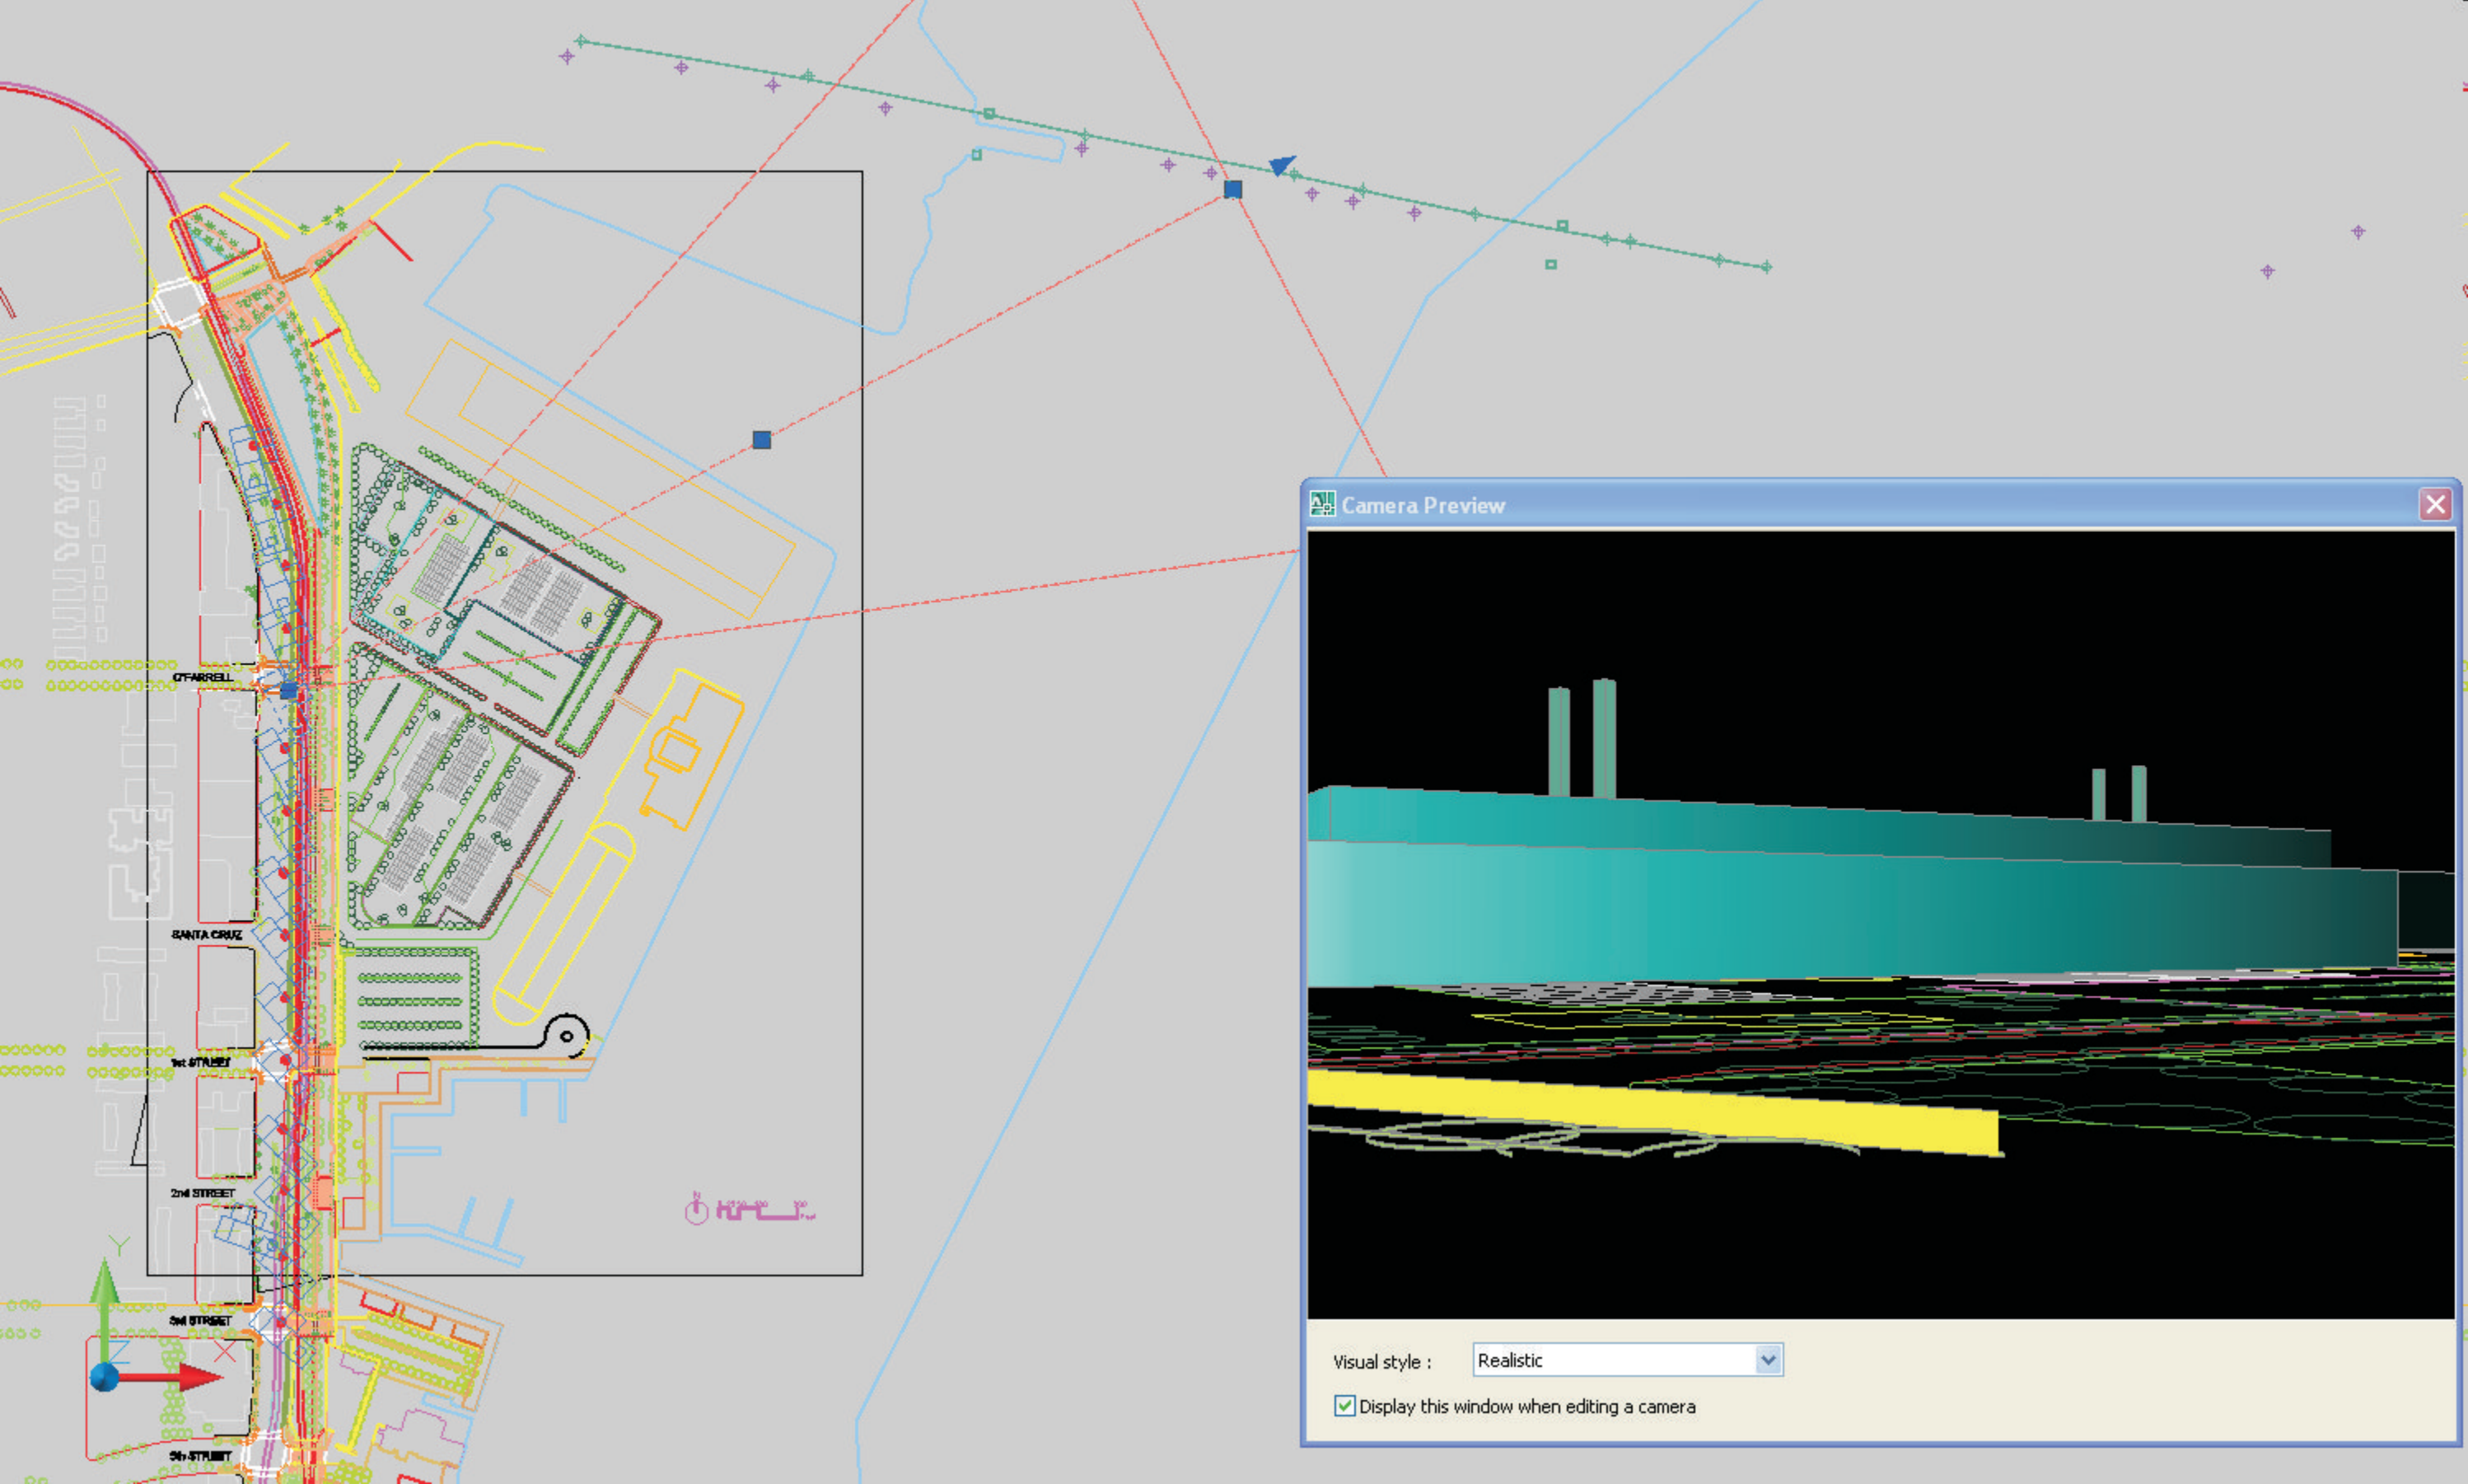 Camera Preview
O'FARRELL
SANTA CRUZ
1st STREET
2nd STREET
3rd STREET
5th STREET
Y
X
Z
N
Visual style :
Realistic
Display this window when editing a camera